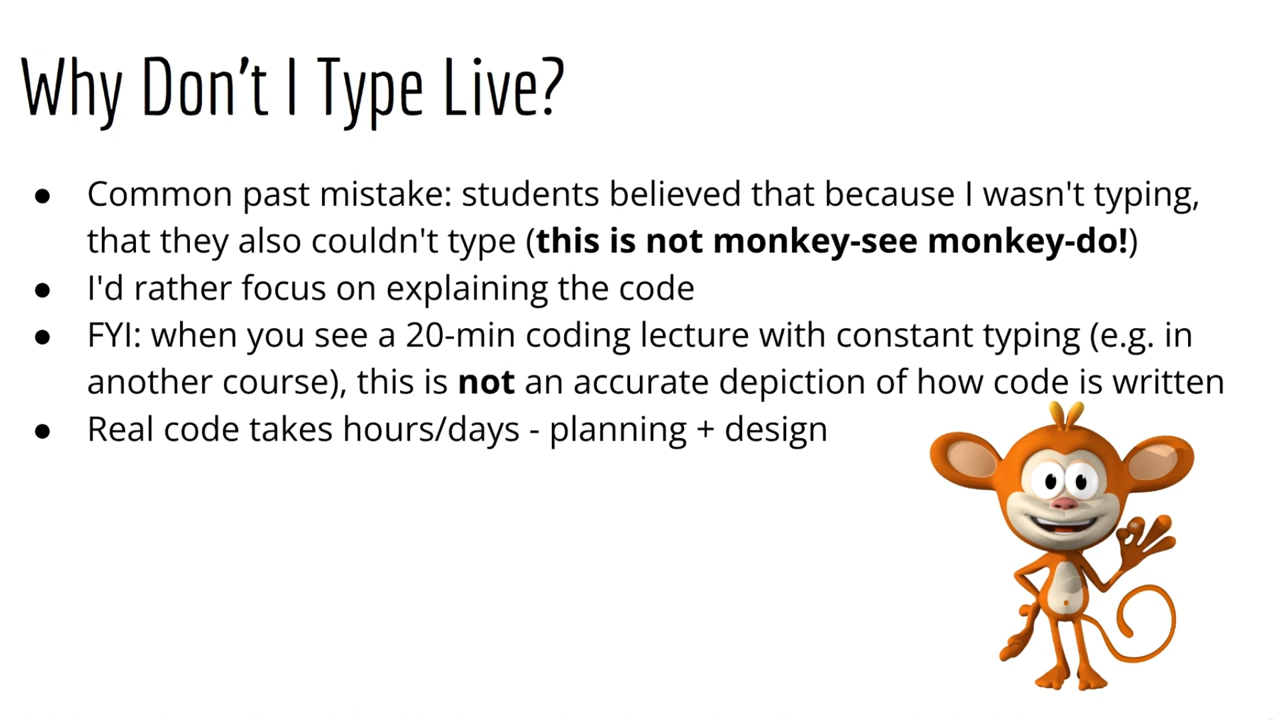 Why Don't I Type Live?
● Common past mistake: students believed that because I wasn't typing,
that they also couldn't type (this is not monkey-see monkey-do!)
● I'd rather focus on explaining the code
● FYI: when you see a 20-min coding lecture with constant typing (e.g. in
another course), this is not an accurate depiction of how code is written
● Real code takes hours/days - planning + design